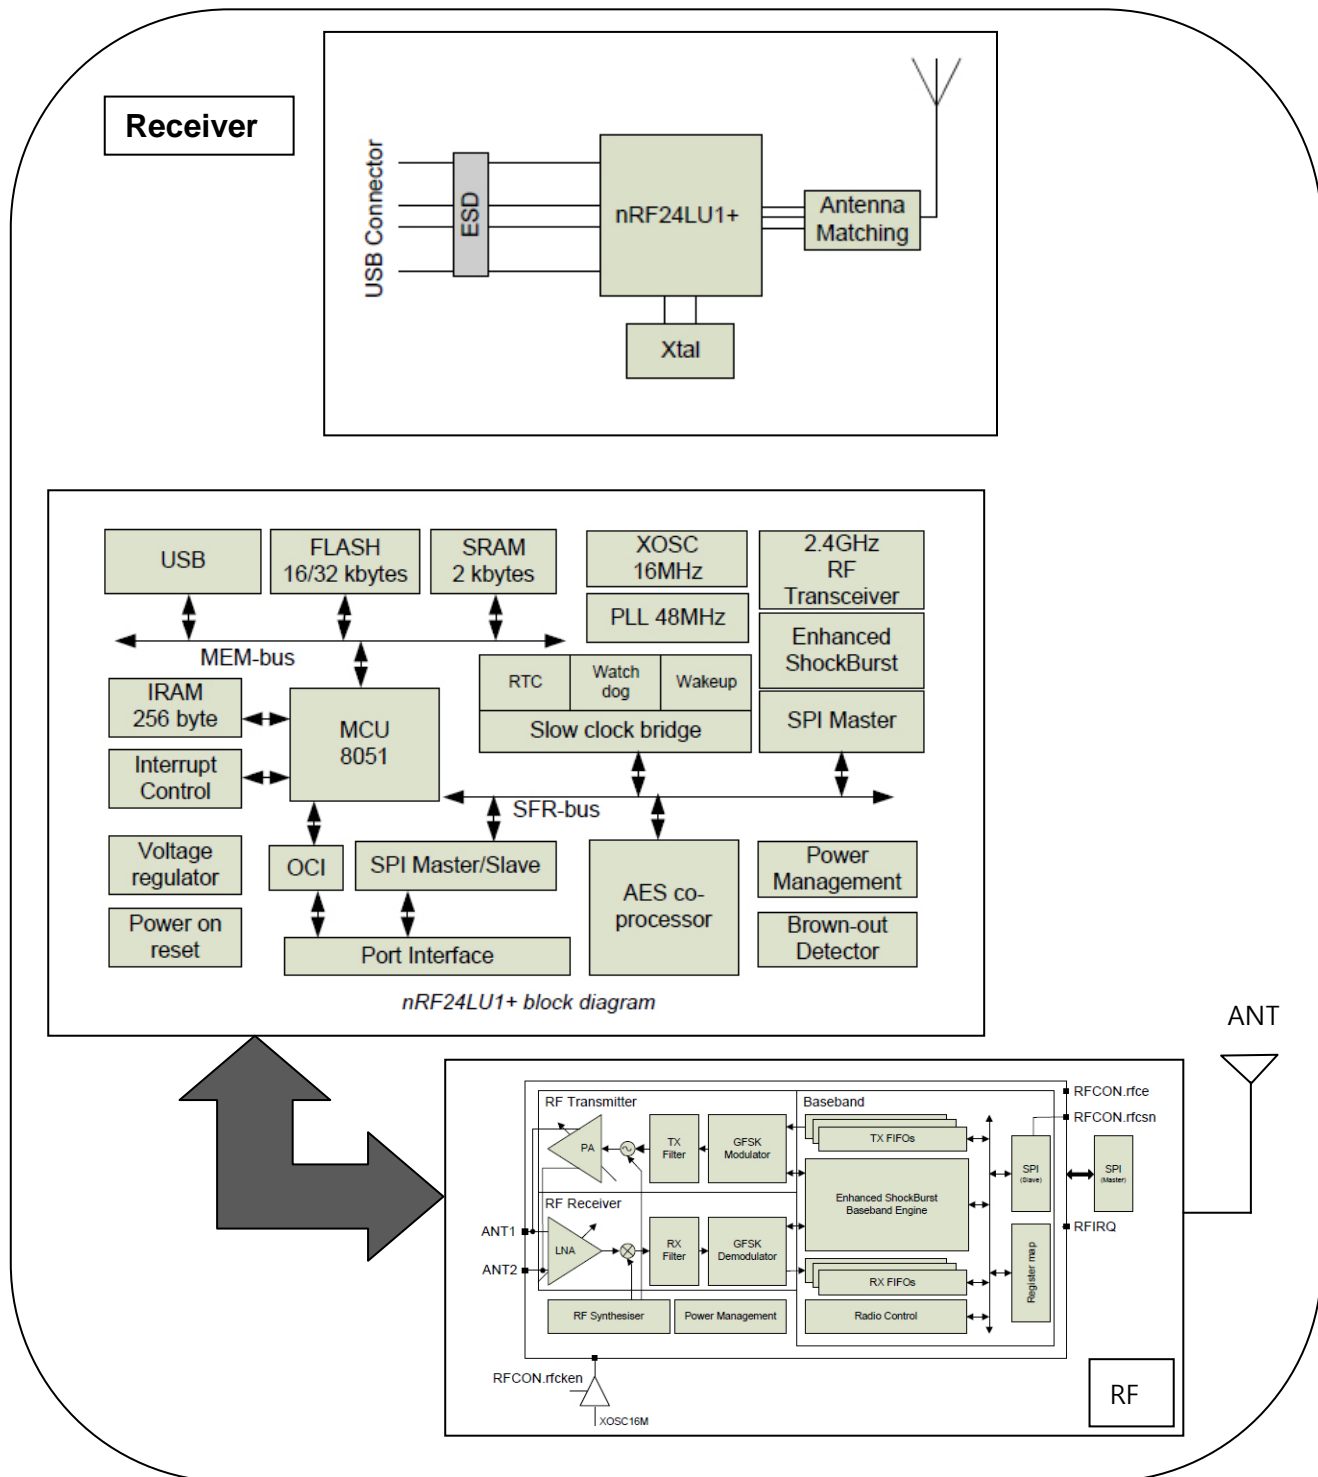 Receiver
USB Connector
ESD
nRF24LU1+
Antenna
Matching
Xtal
USB
FLASH
16/32 kbytes
SRAM
2 kbytes
XOSC
16MHz
2.4GHz
RF
Transceiver
PLL 48MHz
Enhanced
ShockBurst
MEM-bus
RTC
Watch
dog
Wakeup
IRAM
256 byte
MCU
8051
Slow clock bridge
SPI Master
Interrupt
Control
SFR-bus
Voltage
regulator
OCI
SPI Master/Slave
AES co-
processor
Power
Management
Power on
reset
Port Interface
Brown-out
Detector
nRF24LU1+ block diagram
ANT
RF Transmitter
Baseband
RFCON.rfce
RFCON.rfcsn
PA
TX
Filter
GFSK
Modulator
TX FIFOs
SPI
(Slave)
SPI
(Master)
Enhanced ShockBurst
Baseband Engine
RF Receiver
RFIRQ
ANT1
LNA
RX
Filter
GFSK
Demodulator
ANT2
RX FIFOs
Register map
RF Synthesiser
Power Management
Radio Control
RFCON.rfcken
XOSC16M
RF